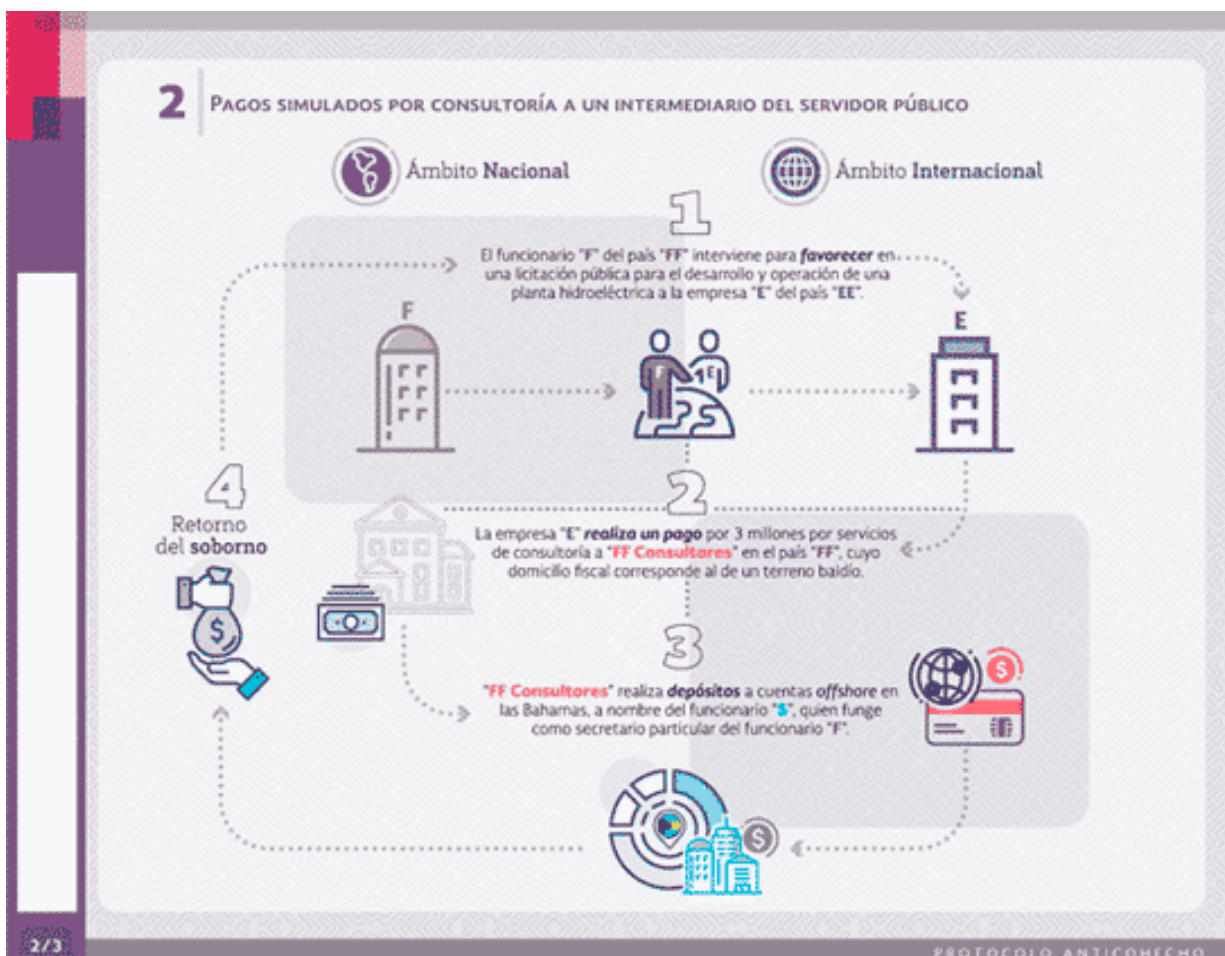 2 PAGOS SIMULADOS POR CONSULTORÍA A UN INTERMEDIARIO DEL SERVIDOR PÚBLICO
Ámbito Nacional
Ámbito Internacional
1
El funcionario "F" del país "FF" interviene para favorecer en
una licitación pública para el desarrollo y operación de una
planta hidroeléctrica a la empresa "E" del país "EE".
F
E
F
E
2
La empresa "E" realiza un pago por 3 millones por servicios
de consultoría a "FF Consultores" en el país "FF", cuyo
domicilio fiscal corresponde al de un terreno baldío.
4
Retorno
del soborno
$
3
"FF Consultores" realiza depósitos a cuentas offshore en
las Bahamas, a nombre del funcionario "S", quien funge
como secretario particular del funcionario "F".
$
$
2/3
PROTOCOLO ANTICOHECHO